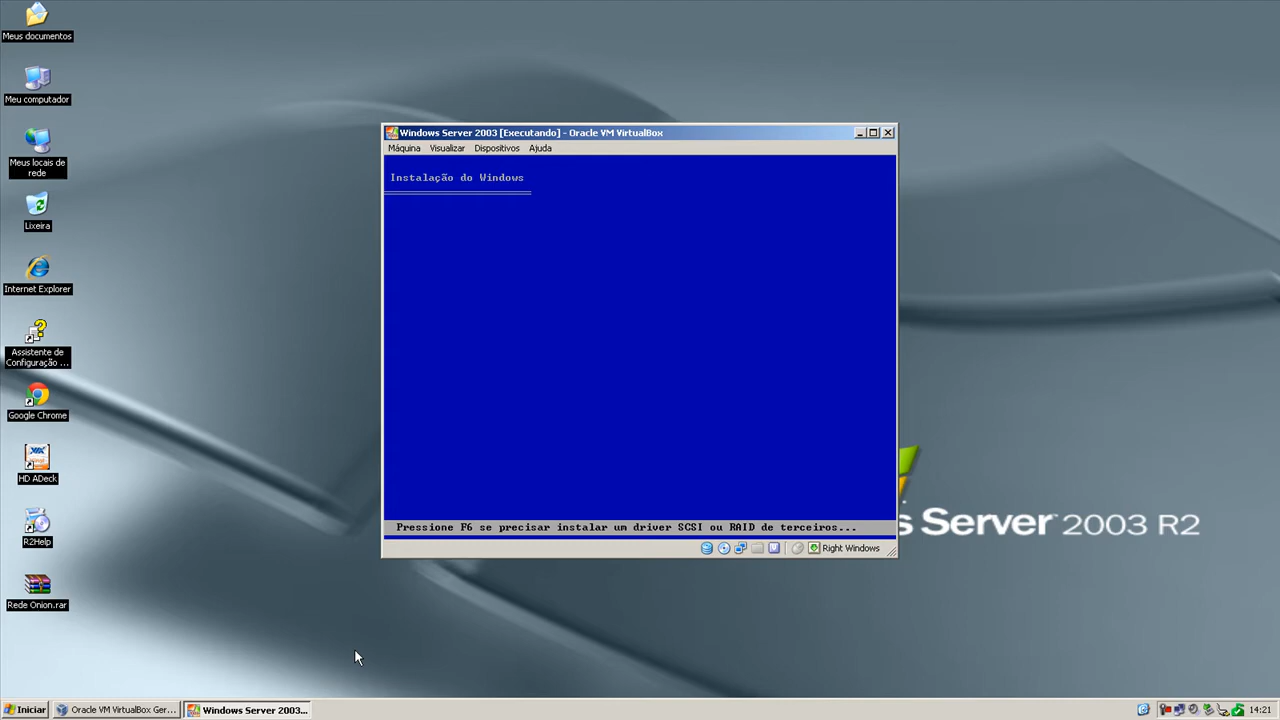 Meus documentos
Meu computador
Meus locais de
rede
Lixeira
Internet Explorer
Assistente de
Configuração ...
Google Chrome
HD ADeck
R2Help
Rede Onion.rar
Windows Server 2003 [Executando] - Oracle VM VirtualBox
Máquina Visualizar Dispositivos Ajuda
Instalação do Windows
Pressione F6 se precisar instalar um driver SCSI ou RAID de terceiros...
Right Windows
s Server 2003 R2
Iniciar
Oracle VM VirtualBox Ger...
Windows Server 2003...
14:21